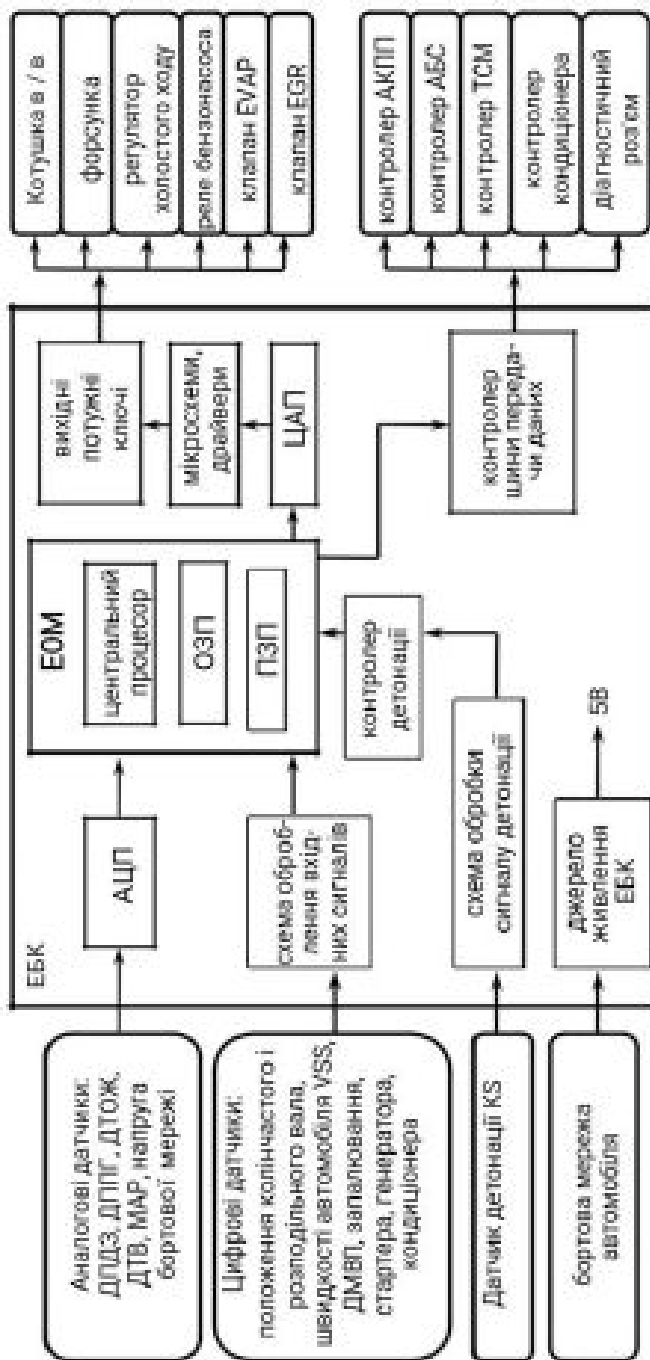 Аналогові датчики:
ДПДЗ, ДППГ, ДТОЖ,
ДТВ, МАР, напруга
бортової мережі
Цифрові датчики:
положення колінчастого і
розподільного вала,
швидкості автомобіля VSS,
ДМВП, запалювання,
стартера, генератора,
кондиціонера
Датчик детонації KS
бортова мережа
автомобіля
ЕБК
АЦП
схема оброб-
лення вхід-
них сигналів
схема обробки
сигналу детонації
джерело
живлення
ЕБК
5В
ЕОМ
центральний
процесор
ОЗП
ПЗП
контролер
детонації
вихідні
потужні
ключі
мікросхеми,
драйвери
ЦАП
контролер
шини переда-
чи даних
Котушка в / в
форсунка
регулятор
холостого ходу
реле бензонасоса
клапан EVAP
клапан EGR
контролер АКПП
контролер АБС
контролер ТСМ
контролер
кондиціонера
діагностичний
роз'єм